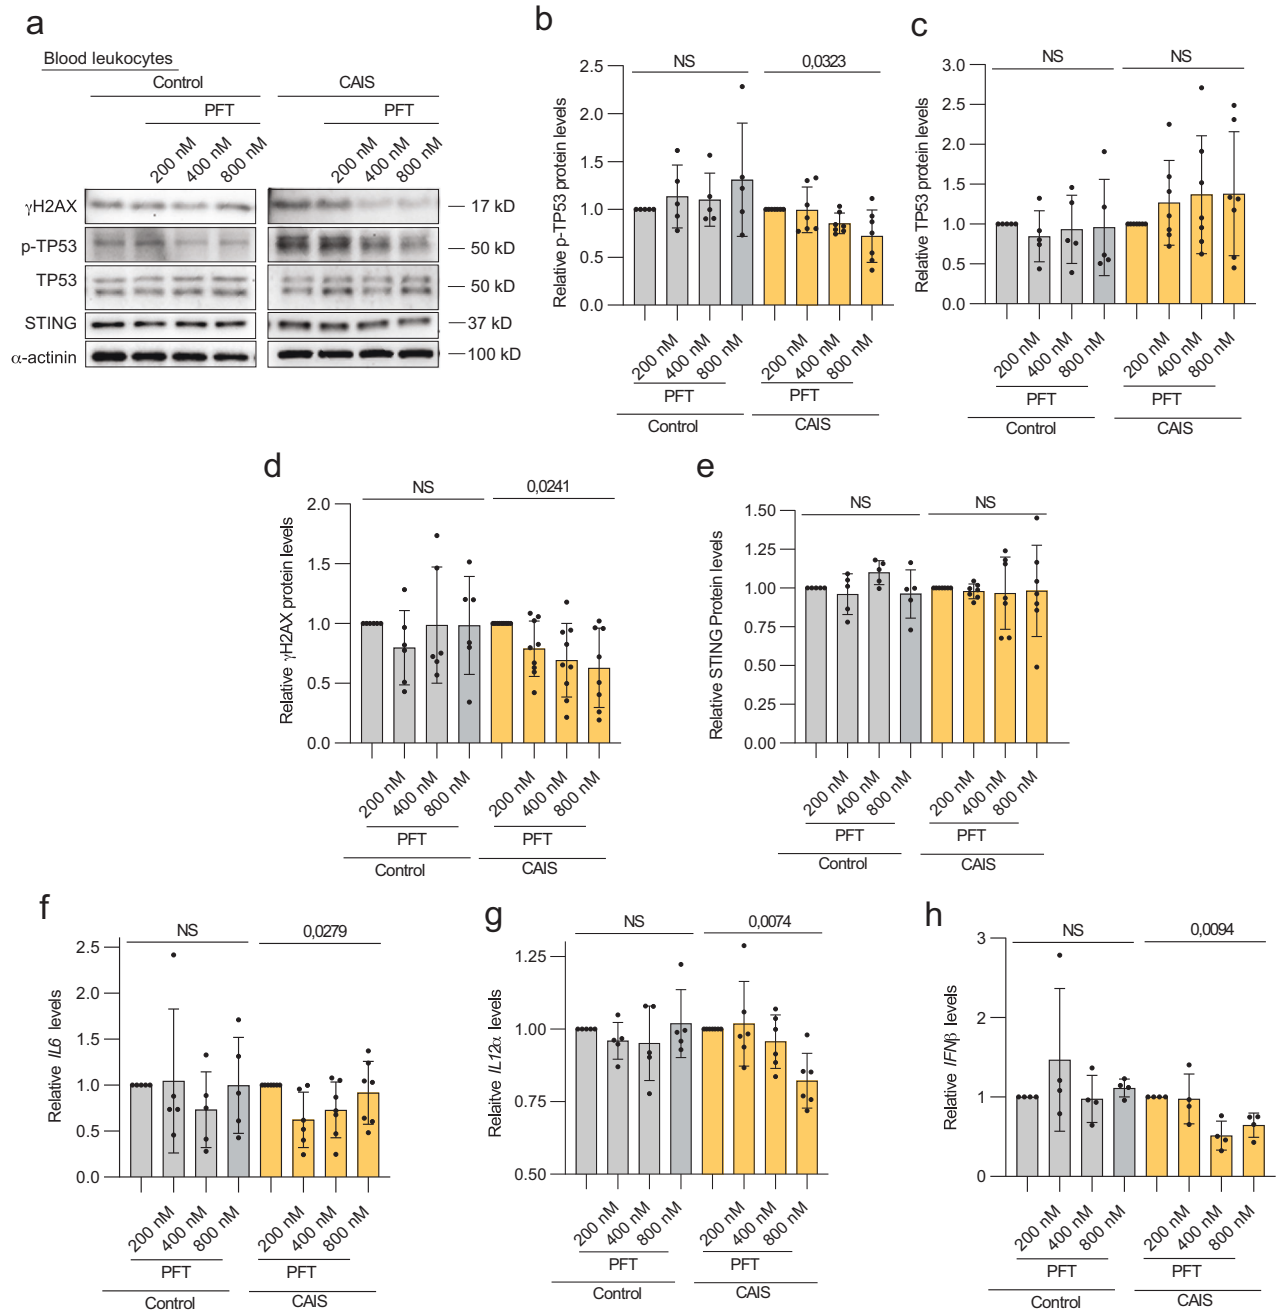 a
Blood leukocytes
Control
CAIS
PFT
PFT
200 nM
400 nM
800 nM
200 nM
400 nM
800 nM
γH2AX
17 kD
p-TP53
50 kD
TP53
50 kD
STING
37 kD
α-actinin
100 kD
b
Relative p-TP53 protein levels
2.5
2.0
1.5
1.0
0.5
0.0
NS
0,0323
200 nM
400 nM
800 nM
200 nM
400 nM
800 nM
PFT
PFT
Control
CAIS
c
Relative TP53 protein levels
3.0
2.0
1.5
1.0
0.5
0.0
NS
NS
200 nM
400 nM
800 nM
200 nM
400 nM
800 nM
PFT
PFT
Control
CAIS
d
Relative γH2AX protein levels
2.0
1.5
1.0
0.5
0.0
NS
0,0241
200 nM
400 nM
800 nM
200 nM
400 nM
800 nM
PFT
PFT
Control
CAIS
e
Relative STING Protein levels
1.50
1.25
1.00
0.75
0.50
0.25
0.00
NS
NS
200 nM
400 nM
800 nM
200 nM
400 nM
800 nM
PFT
PFT
Control
CAIS
f
Relative IL6 levels
2.5
2.0
1.5
1.0
0.5
0.0
NS
0,0279
200 nM
400 nM
800 nM
200 nM
400 nM
800 nM
PFT
PFT
Control
CAIS
g
Relaitve IL12α levels
1.25
1.00
0.75
0.50
NS
0,0074
200 nM
400 nM
800 nM
200 nM
400 nM
800 nM
PFT
PFT
Control
CAIS
h
Relative IFNβ levels
3
2
1
0
NS
0,0094
200 nM
400 nM
800 nM
200 nM
400 nM
800 nM
PFT
PFT
Control
CAIS